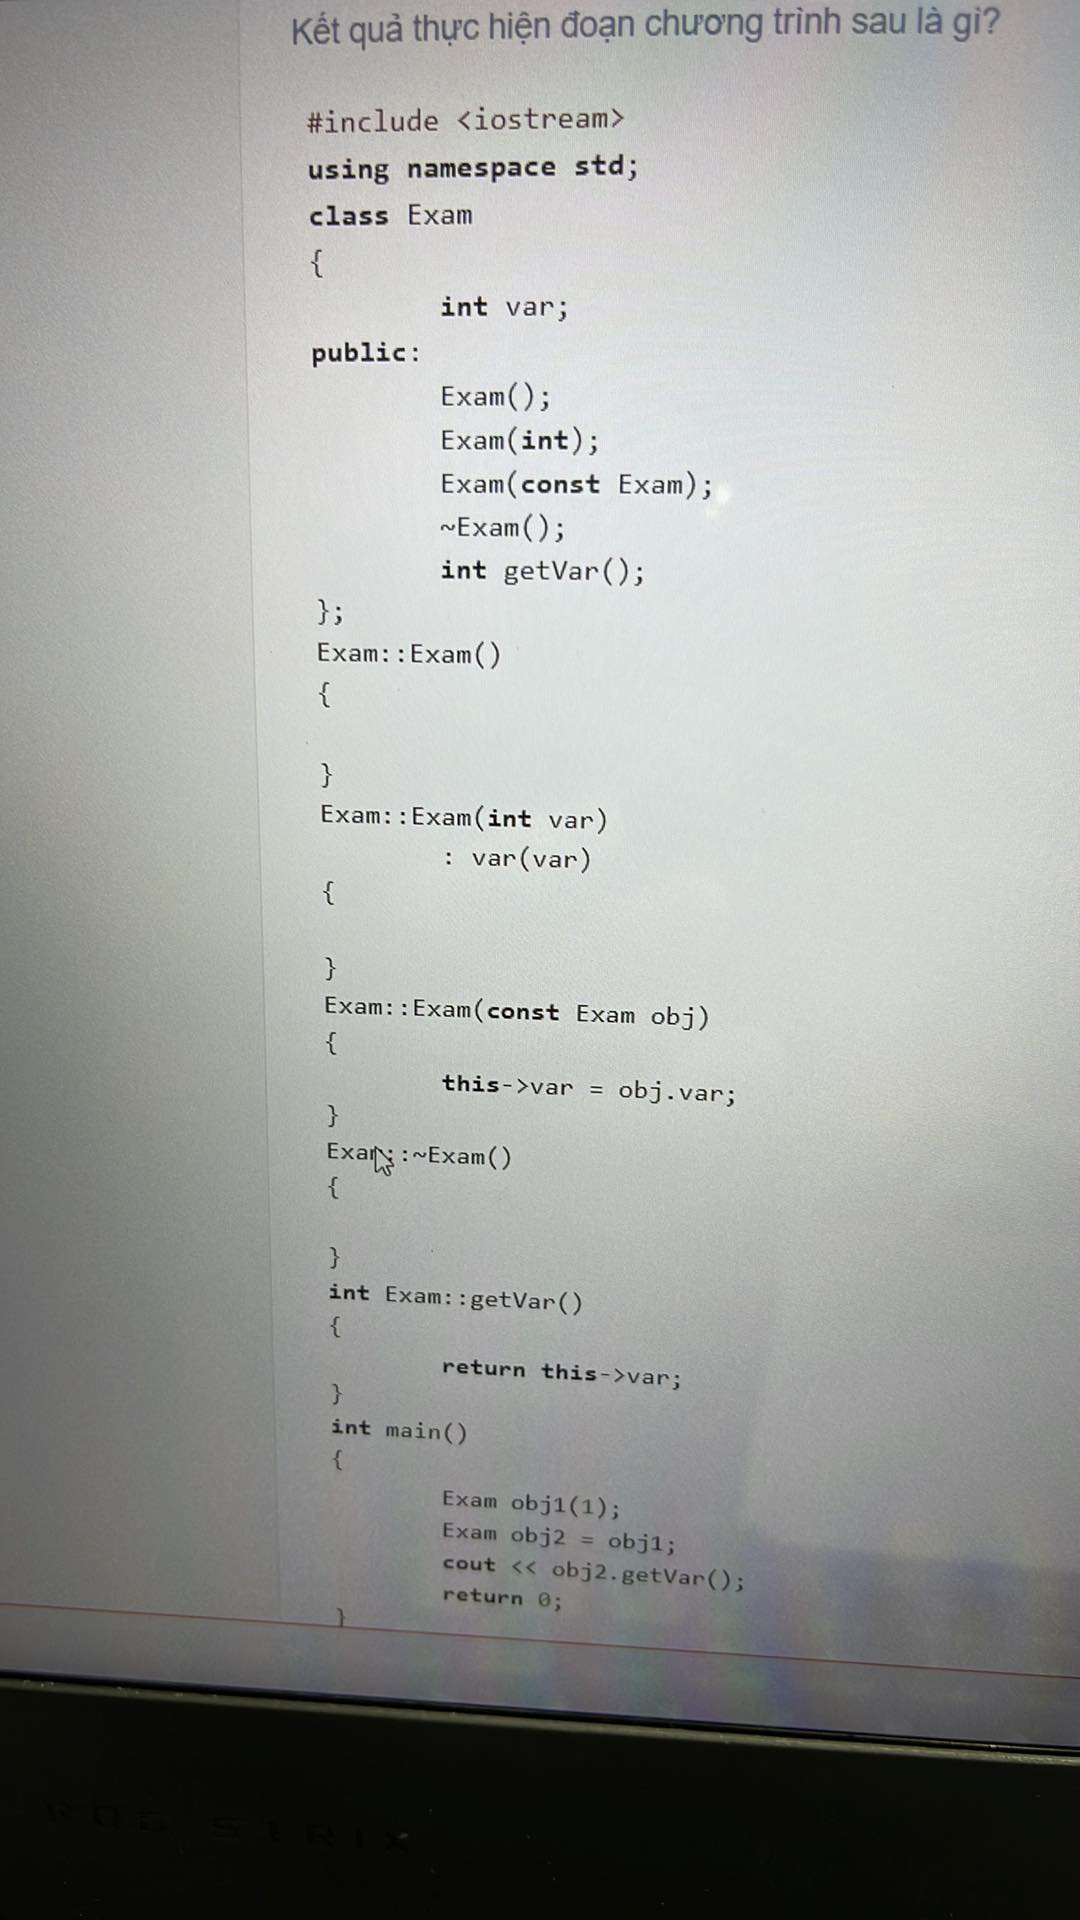 Kết quả thực hiện đoạn chương trình sau là gì?
#include <iostream>
using namespace std;
class Exam
{
int var;
public:
Exam();
Exam(int);
Exam(const Exam);
~Exam();
int getVar();
};
Exam::Exam()
{
}
Exam::Exam(int var)
: var(var)
{
}
Exam::Exam(const Exam obj)
{
this->var = obj.var;
}
Exam::~Exam()
{
}
int Exam::getVar()
{
return this->var;
}
int main()
{
Exam obj1(1);
Exam obj2 = obj1;
cout << obj2.getVar();
return 0;
}
ROG STRIX